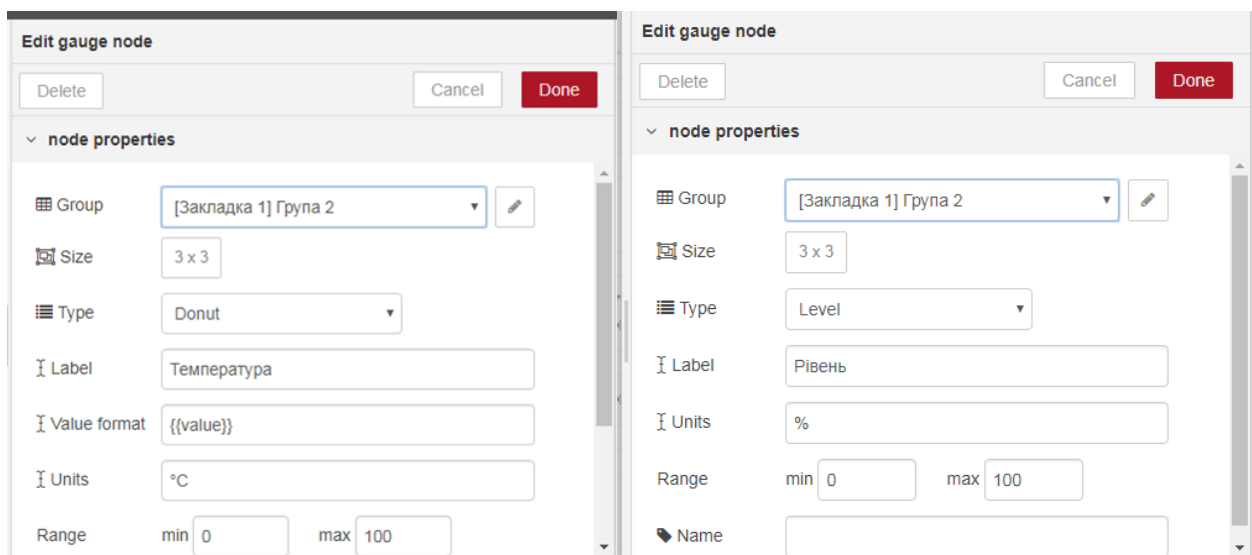 Edit gauge node
Delete Cancel Done
node properties
Group [Закладка 1] Група 2
Size 3 x 3
Type Donut
Label Температура
Value format {{value}}
Units °C
Range min 0 max 100
Edit gauge node
Delete Cancel Done
node properties
Group [Закладка 1] Група 2
Size 3 x 3
Type Level
Label Рівень
Units %
Range min 0 max 100
Name